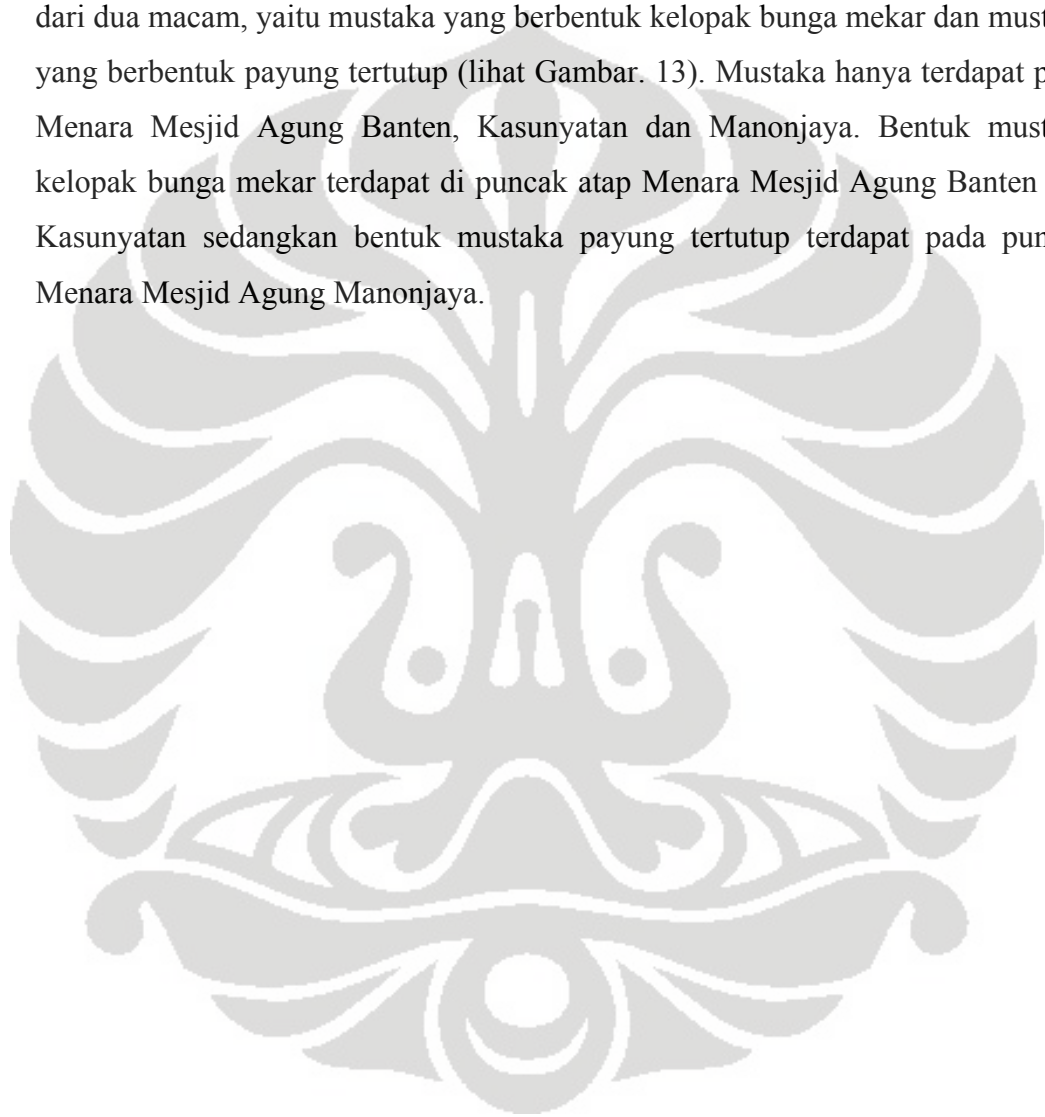 dari dua macam, yaitu mustaka yang berbentuk kelopak bunga mekar dan must
yang berbentuk payung tertutup (lihat Gambar. 13). Mustaka hanya terdapat p
Menara Mesjid Agung Banten, Kasunyatan dan Manonjaya. Bentuk must
kelopak bunga mekar terdapat di puncak atap Menara Mesjid Agung Banten
Kasunyatan sedangkan bentuk mustaka payung tertutup terdapat pada pun
Menara Mesjid Agung Manonjaya.